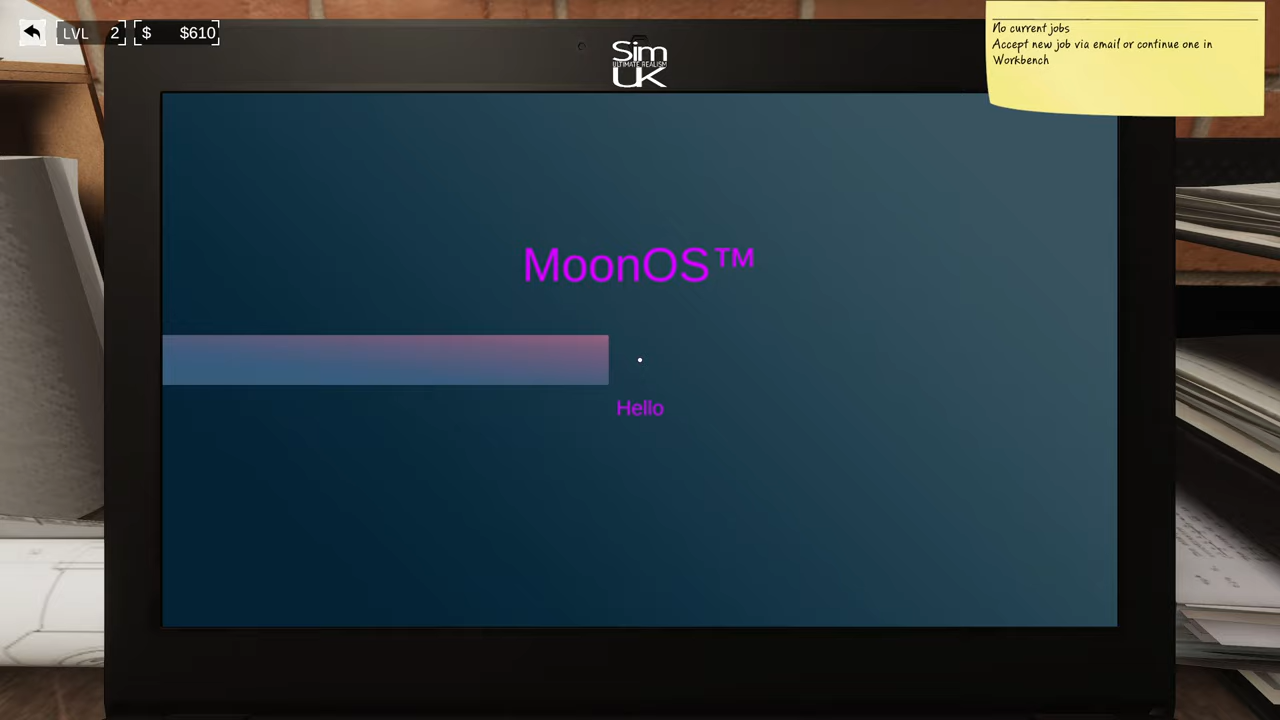 LVL 2 $ $610
Sim
ULTIMATE REALISM
UK
No current jobs
Accept new job via email or continue one in
Workbench
MoonOS™
Hello